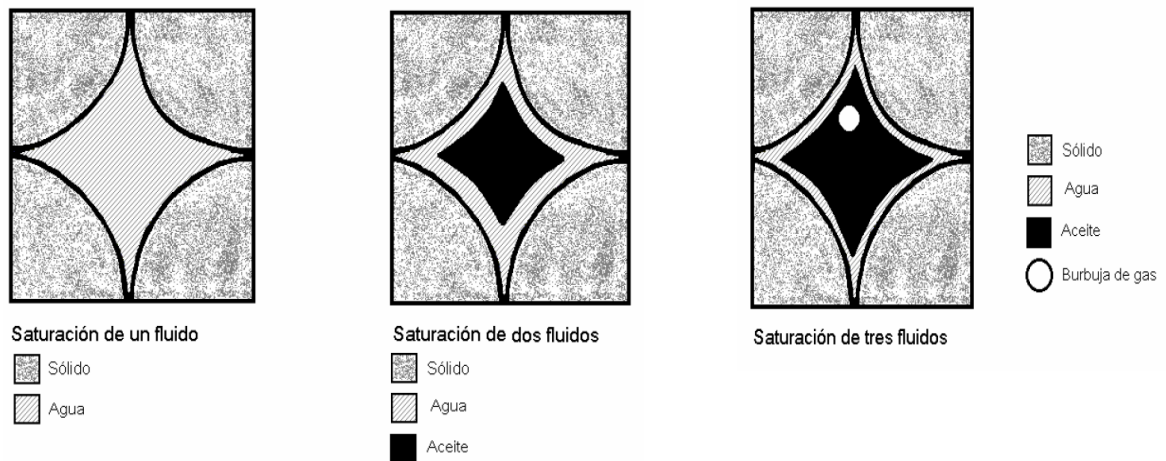 Saturación de un fluido
Sólido
Agua
Saturación de dos fluidos
Sólido
Agua
Aceite
Saturación de tres fluidos
Sólido
Agua
Aceite
Burbuja de gas